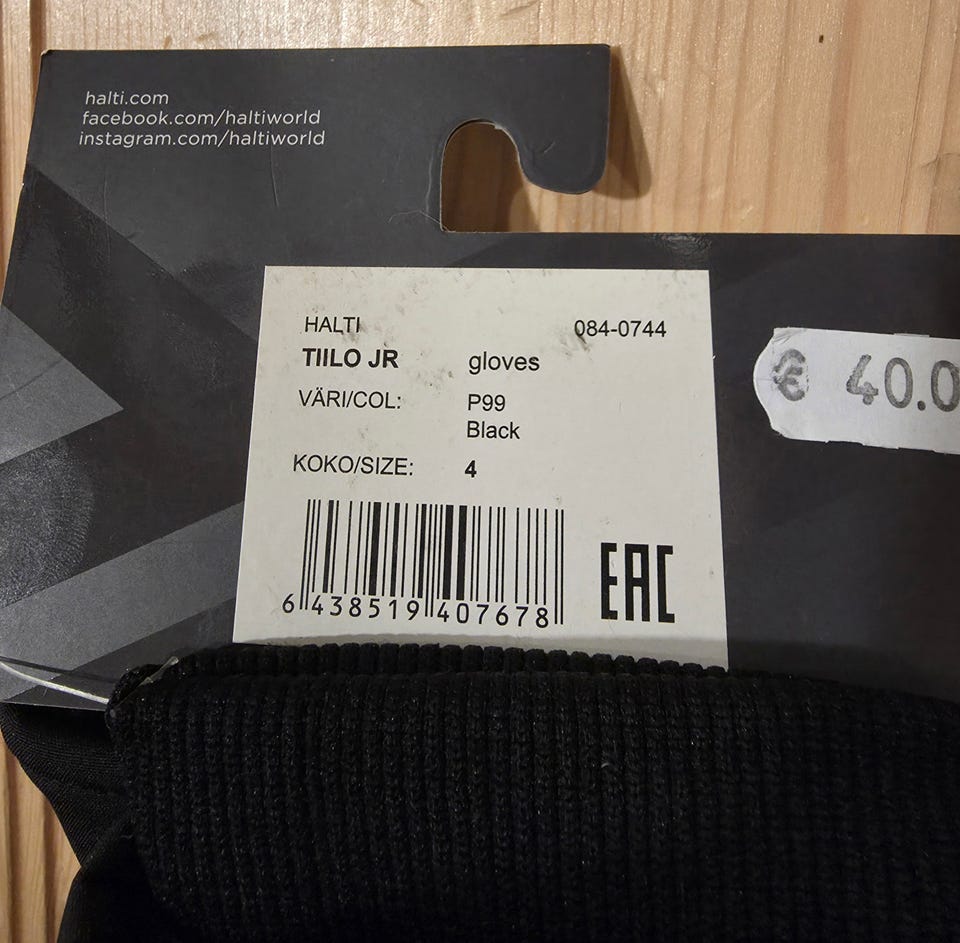 halti.com
facebook.com/haltiworld
instagram.com/haltiworld
HALTI 084-0744
TIILO JR gloves
VÄRI/COL: P99
Black
KOKO/SIZE: 4
6 438519 407678
EAC
€ 40.0